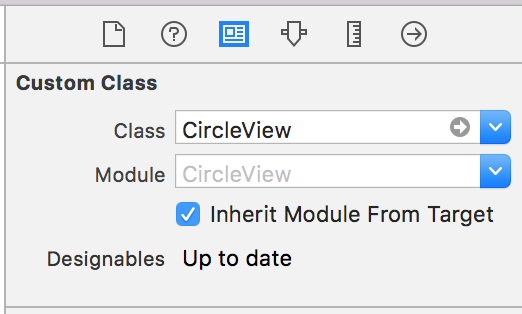 Custom Class
Class CircleView
Module CircleView
Inherit Module From Target
Designables Up to date